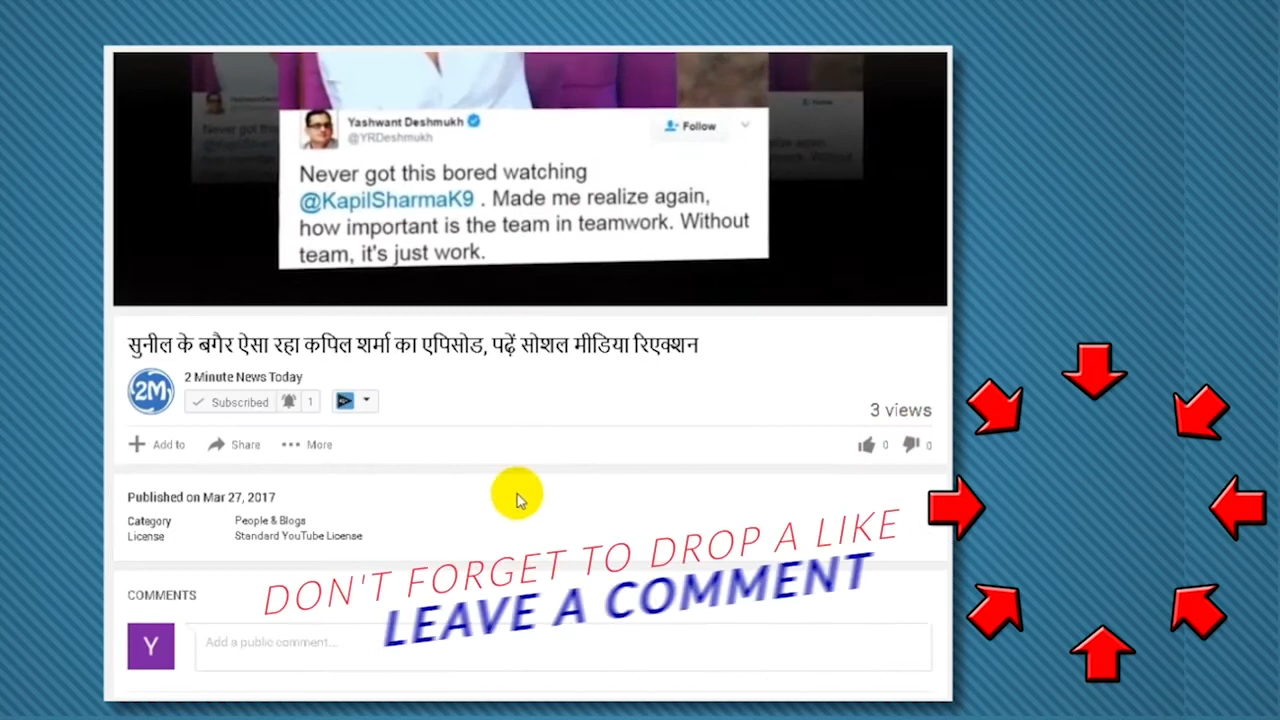 Yashwant Deshmukh
@YRDeshmukh
Follow
Never got this bored watching
@KapilSharmaK9 . Made me realize again,
how important is the team in teamwork. Without
team, it's just work.
सुनील के बगैर ऐसा रहा कपिल शर्मा का एपिसोड, पढ़ें सोशल मीडिया रिएक्शन
2M
2 Minute News Today
Subscribed 1
3 views
Add to Share More
0 0
Published on Mar 27, 2017
Category People & Blogs
License Standard YouTube License
DON'T FORGET TO DROP A LIKE
LEAVE A COMMENT
COMMENTS
Y
Add a public comment...